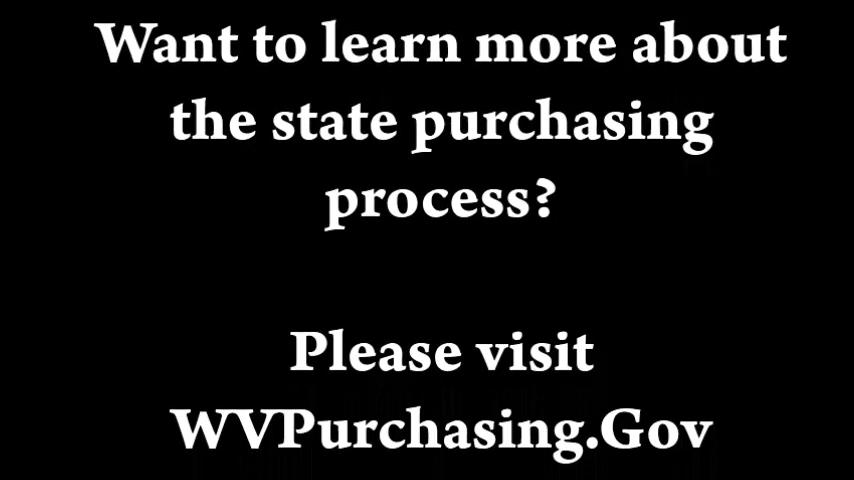 Want to learn more about
the state purchasing
process?
Please visit
WVPurchasing.Gov